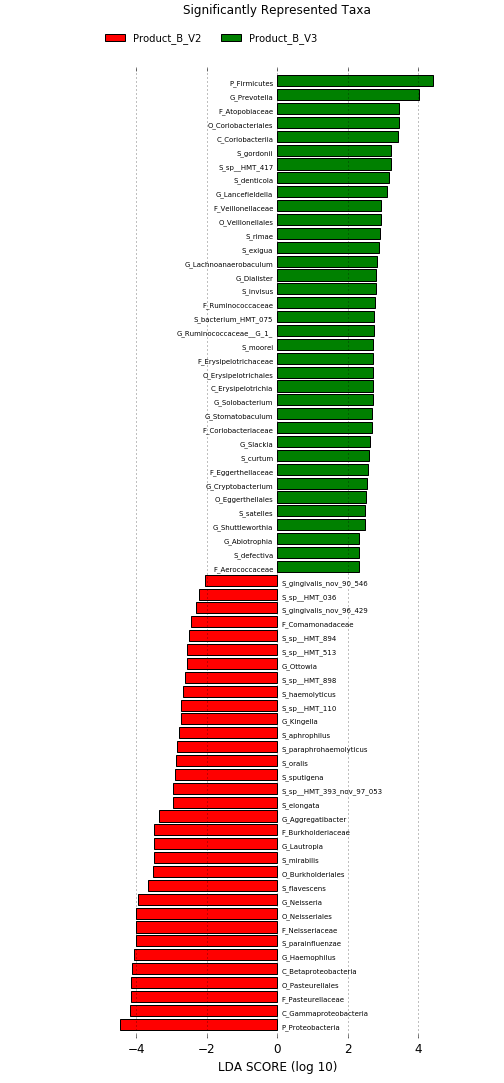 Significantly Represented Taxa
Product_B_V2 Product_B_V3
P_Firmicutes
G_Prevotella
F_Atopobiaceae
O_Coriobacteriales
C_Coriobacteriia
S_gordonii
S_sp__HMT_417
S_denticola
G_Lancefieldella
F_Veillonellaceae
O_Veillonellales
S_rimae
S_exigua
G_Lachnoanaerobaculum
G_Dialister
S_invisus
F_Ruminococcaceae
S_bacterium_HMT_075
G_Ruminococcaceae__G_1_
S_moorei
F_Erysipelotrichaceae
O_Erysipelotrichales
C_Erysipelotrichia
G_Solobacterium
G_Stomatobaculum
F_Coriobacteriaceae
G_Slackia
S_curtum
F_Eggerthellaceae
G_Cryptobacterium
O_Eggerthellales
S_satelles
G_Shuttleworthia
G_Abiotrophia
S_defectiva
F_Aerococcaceae
S_gingivalis_nov_90_546
S_sp__HMT_036
S_gingivalis_nov_96_429
F_Comamonadaceae
S_sp__HMT_894
S_sp__HMT_513
G_Ottowia
S_sp__HMT_898
S_haemolyticus
S_sp__HMT_110
G_Kingella
S_aphrophilus
S_paraphrohaemolyticus
S_oralis
S_sputigena
S_sp__HMT_393_nov_97_053
S_elongata
G_Aggregatibacter
F_Burkholderiaceae
G_Lautropia
S_mirabilis
O_Burkholderiales
S_flavescens
G_Neisseria
O_Neisseriales
F_Neisseriaceae
S_parainfluenzae
G_Haemophilus
C_Betaproteobacteria
O_Pasteurellales
F_Pasteurellaceae
C_Gammaproteobacteria
P_Proteobacteria
−4 −2 0 2 4
LDA SCORE (log 10)